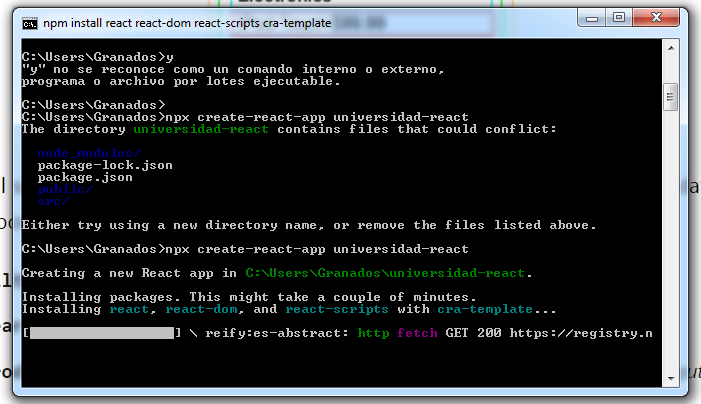 Electronics
npm install react react-dom react-scripts cra-template
C:\Users\Granados>y
"y" no se reconoce como un comando interno o externo,
programa o archivo por lotes ejecutable.
C:\Users\Granados>
C:\Users\Granados>npx create-react-app universidad-react
The directory universidad-react contains files that could conflict:
node_modules/
package-lock.json
package.json
public/
src/
Either try using a new directory name, or remove the files listed above.
C:\Users\Granados>npx create-react-app universidad-react
Creating a new React app in C:\Users\Granados\universidad-react.
Installing packages. This might take a couple of minutes.
Installing react, react-dom, and react-scripts with cra-template...
[ ] \ reify:es-abstract: http fetch GET 200 https://registry.n